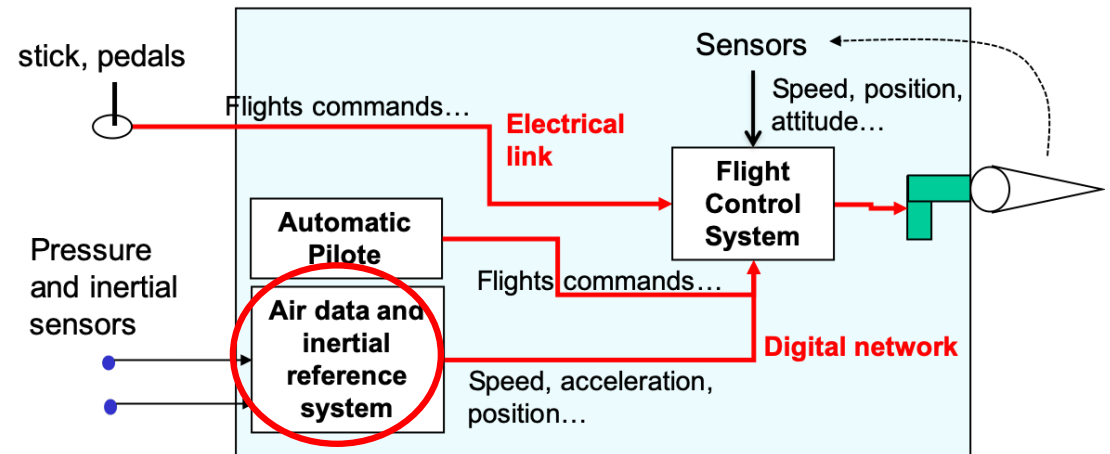 stick, pedals
Flights commands…
Electrical
link
Sensors
Speed, position,
attitude…
Flight
Control
System
Automatic
Pilote
Flights commands…
Pressure
and inertial
sensors
Air data and
inertial
reference
system
Digital network
Speed, acceleration,
position…